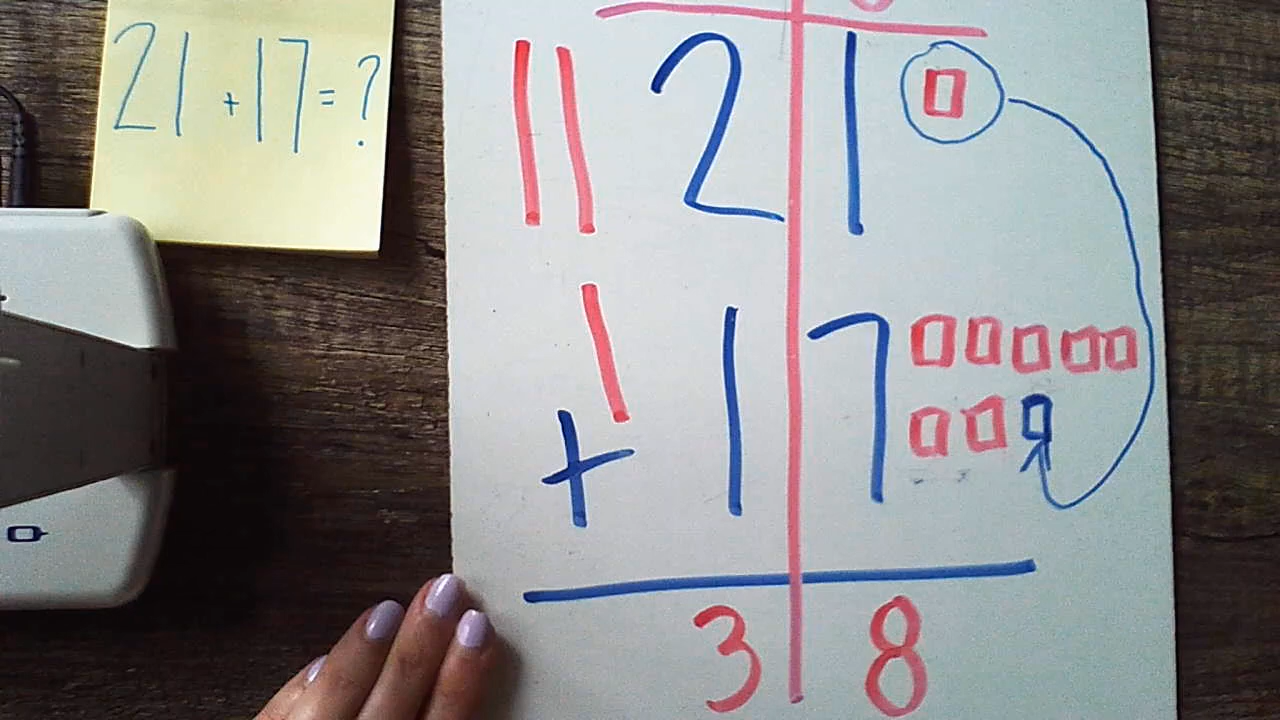 21 + 17 = ?
21
+ 17
38